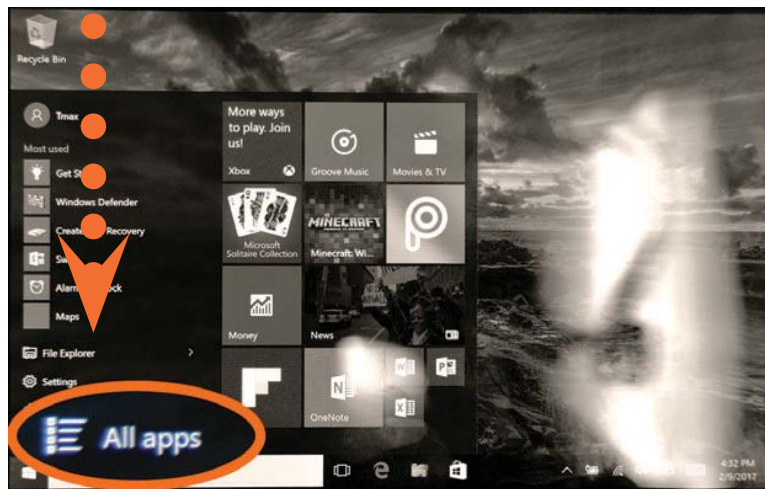 Recycle Bin
Tmax
Most used
Get
Windows Defender
Recovery
Maps
File Explorer
Settings
All apps
More ways
to play. Join
us!
Xbox
Groove Music
Movies & TV
Microsoft
Solitaire Collection
MINECRAFT
Minecraft: Wi...
Money
News
OneNote
4:32 PM
2/9/2017